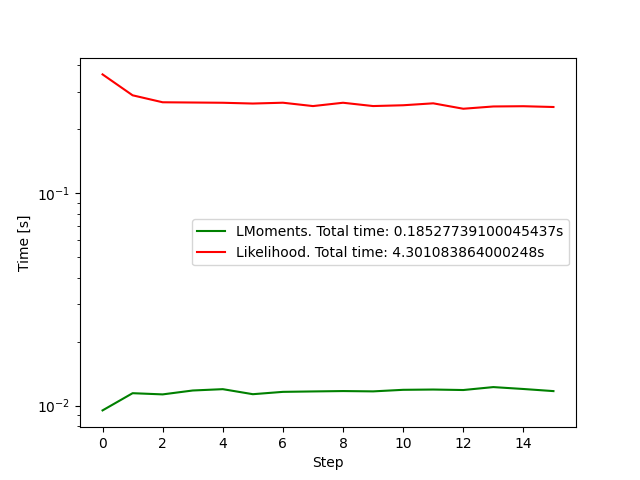 10^{-1}
10^{-2}
Time [s]
LMoments. Total time: 0.18527739100045437s
Likelihood. Total time: 4.301083864000248s
0 2 4 6 8 10 12 14
Step